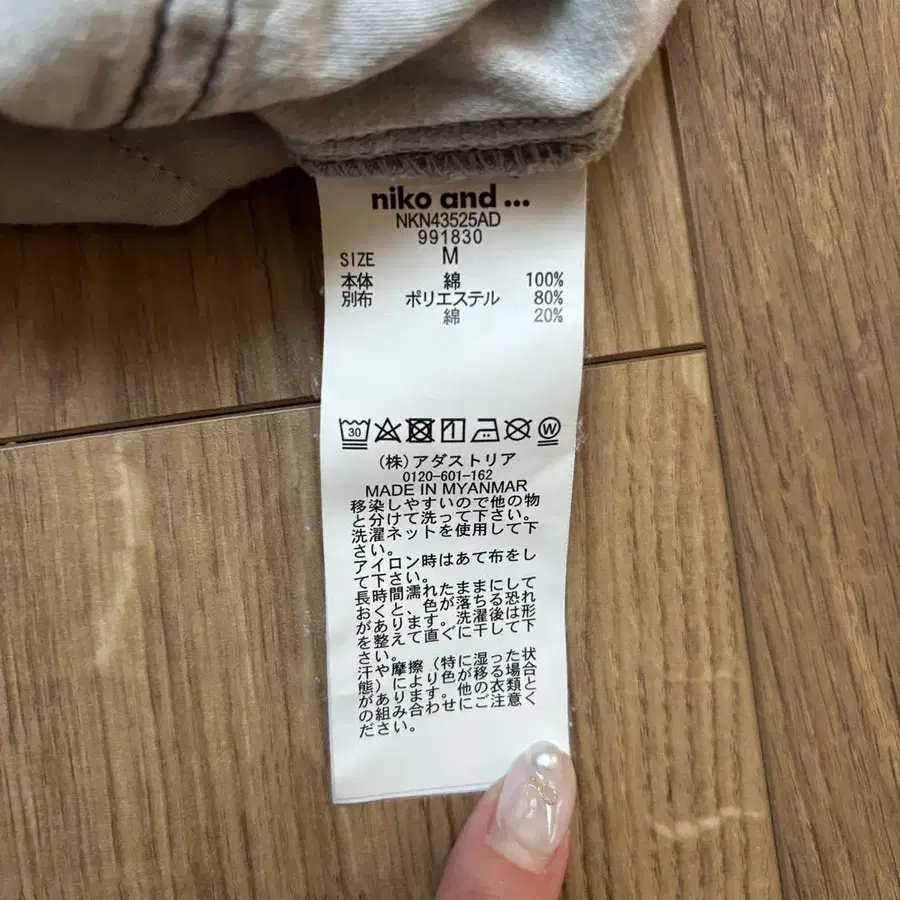 niko and ...
NKN43525AD
991830
SIZE M
本体 綿 100%
別布 ポリエステル 80%
綿 20%
30 W
(株)アダストリア
0120-601-162
MADE IN MYANMAR
移染しやすいので他の物
と分けて洗って下さい。
洗濯ネットを使用して下
さい。
アイロン時はあて布をし
て下さい。
長時間濡れたままにして
おくと、色が落ちる恐れ
があります。洗濯後は形
を整えて直ぐに干して下
さい。
汗や摩擦(特に湿った状
態)により色が移る場合
があります。他の衣類と
の組み合わせにご注意く
ださい。